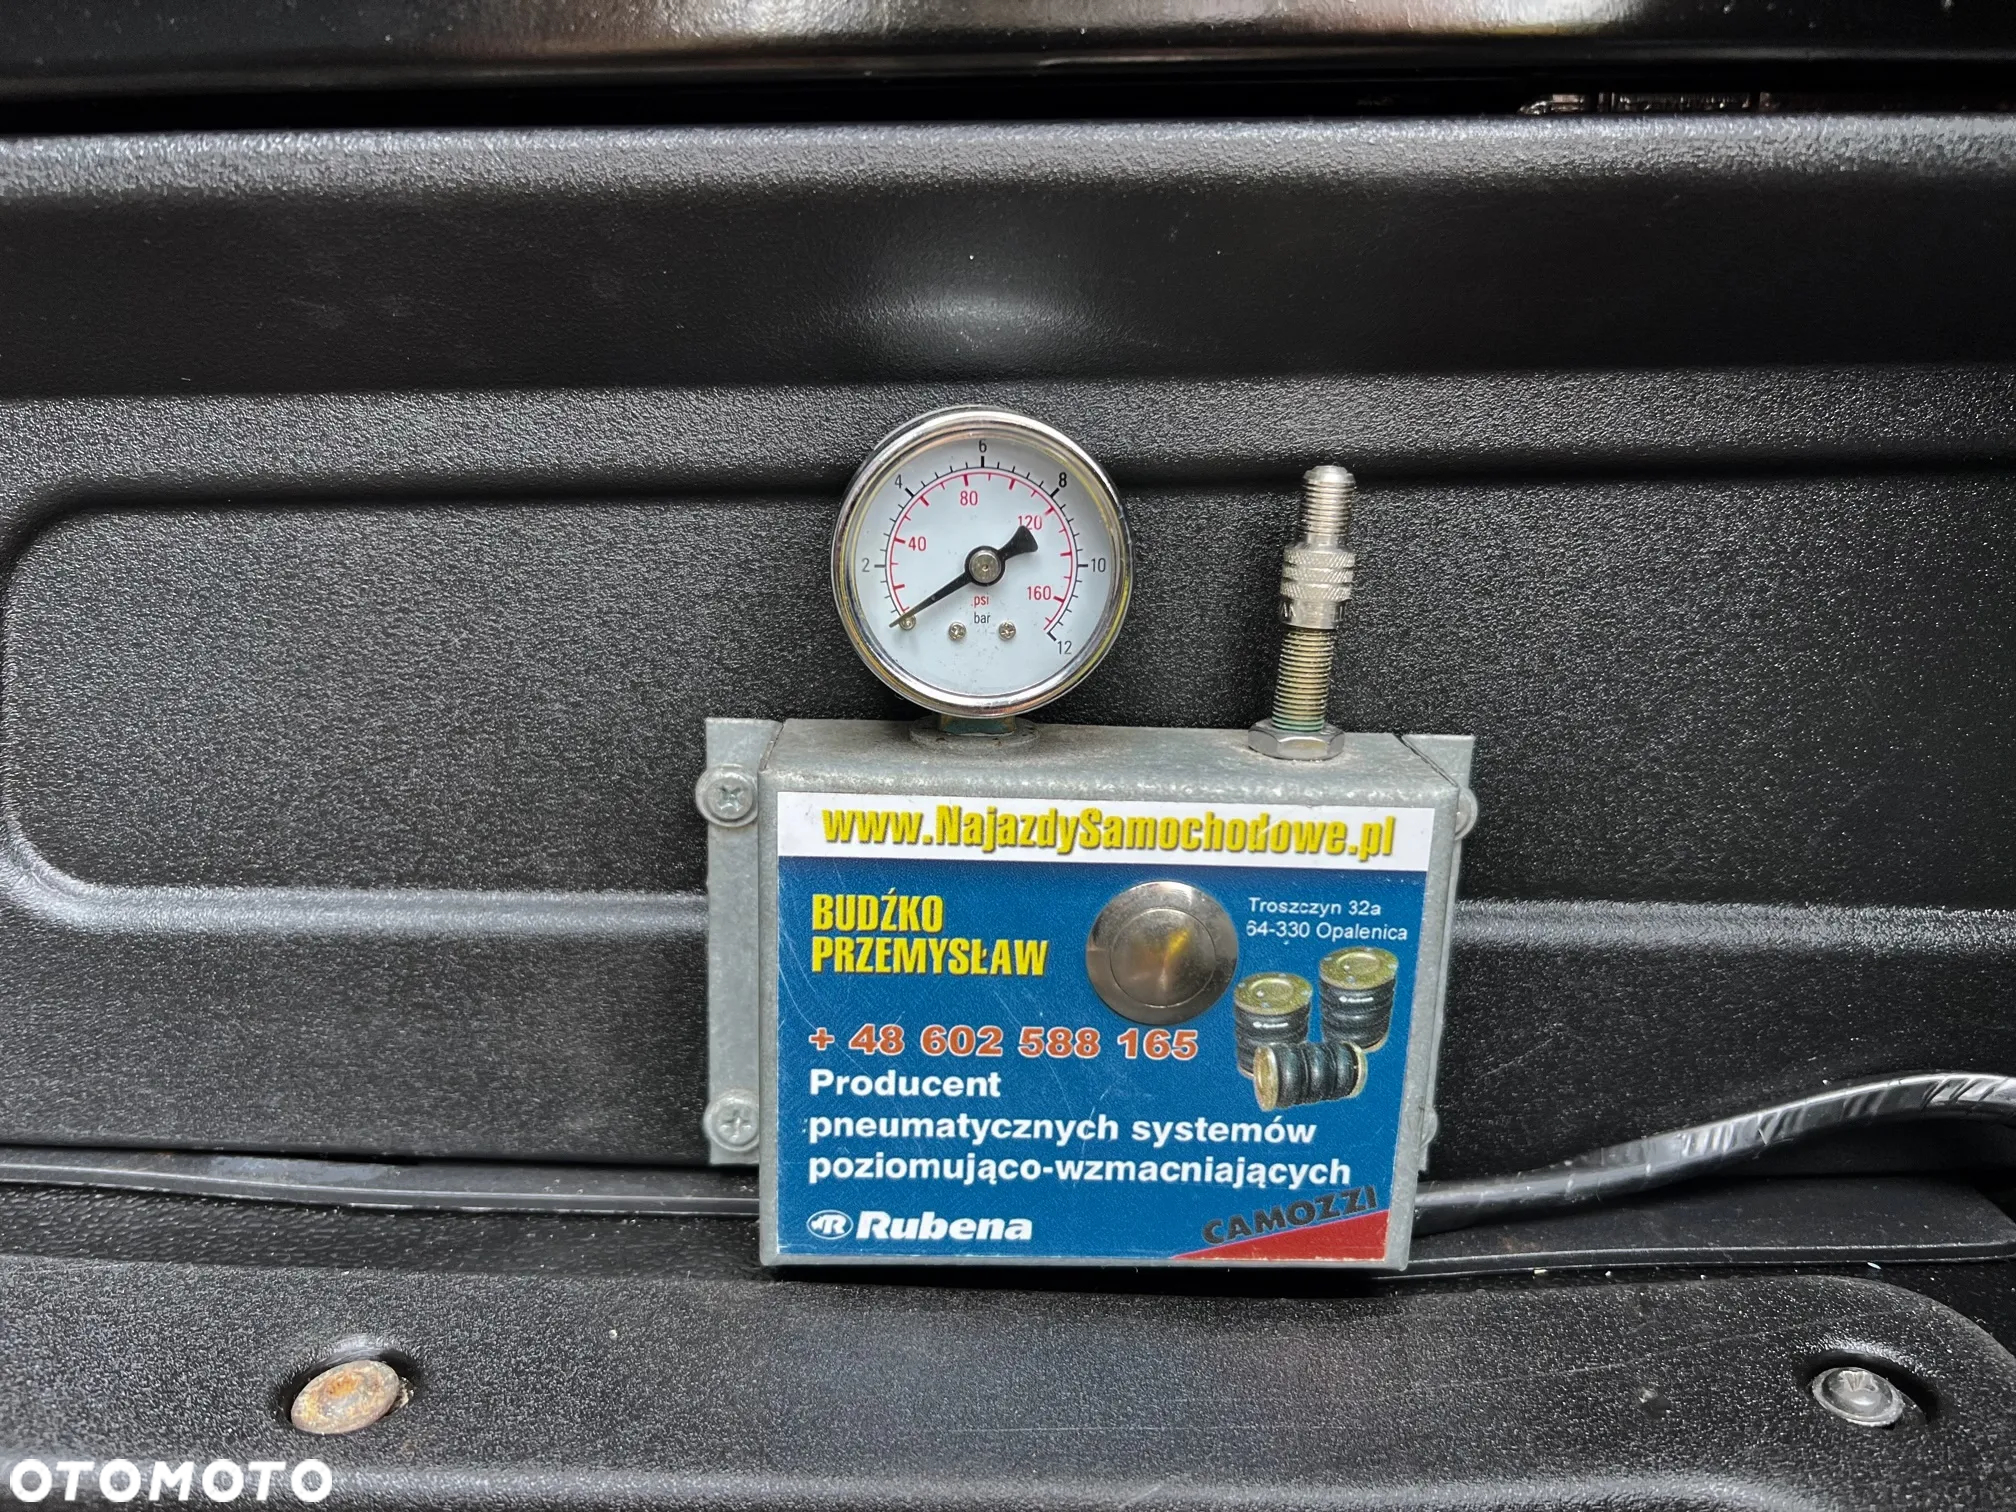 6
4
8
80
120
40
2
10
160
psi
bar
12
www.NajazdySamochodowe.pl
BUDŹKO
PRZEMYSŁAW
Troszczyn 32a
64-330 Opalenica
+ 48 602 588 165
Producent
pneumatycznych systemów
poziomująco-wzmacniających
Rubena
CAMOZZI
OTOMOTO